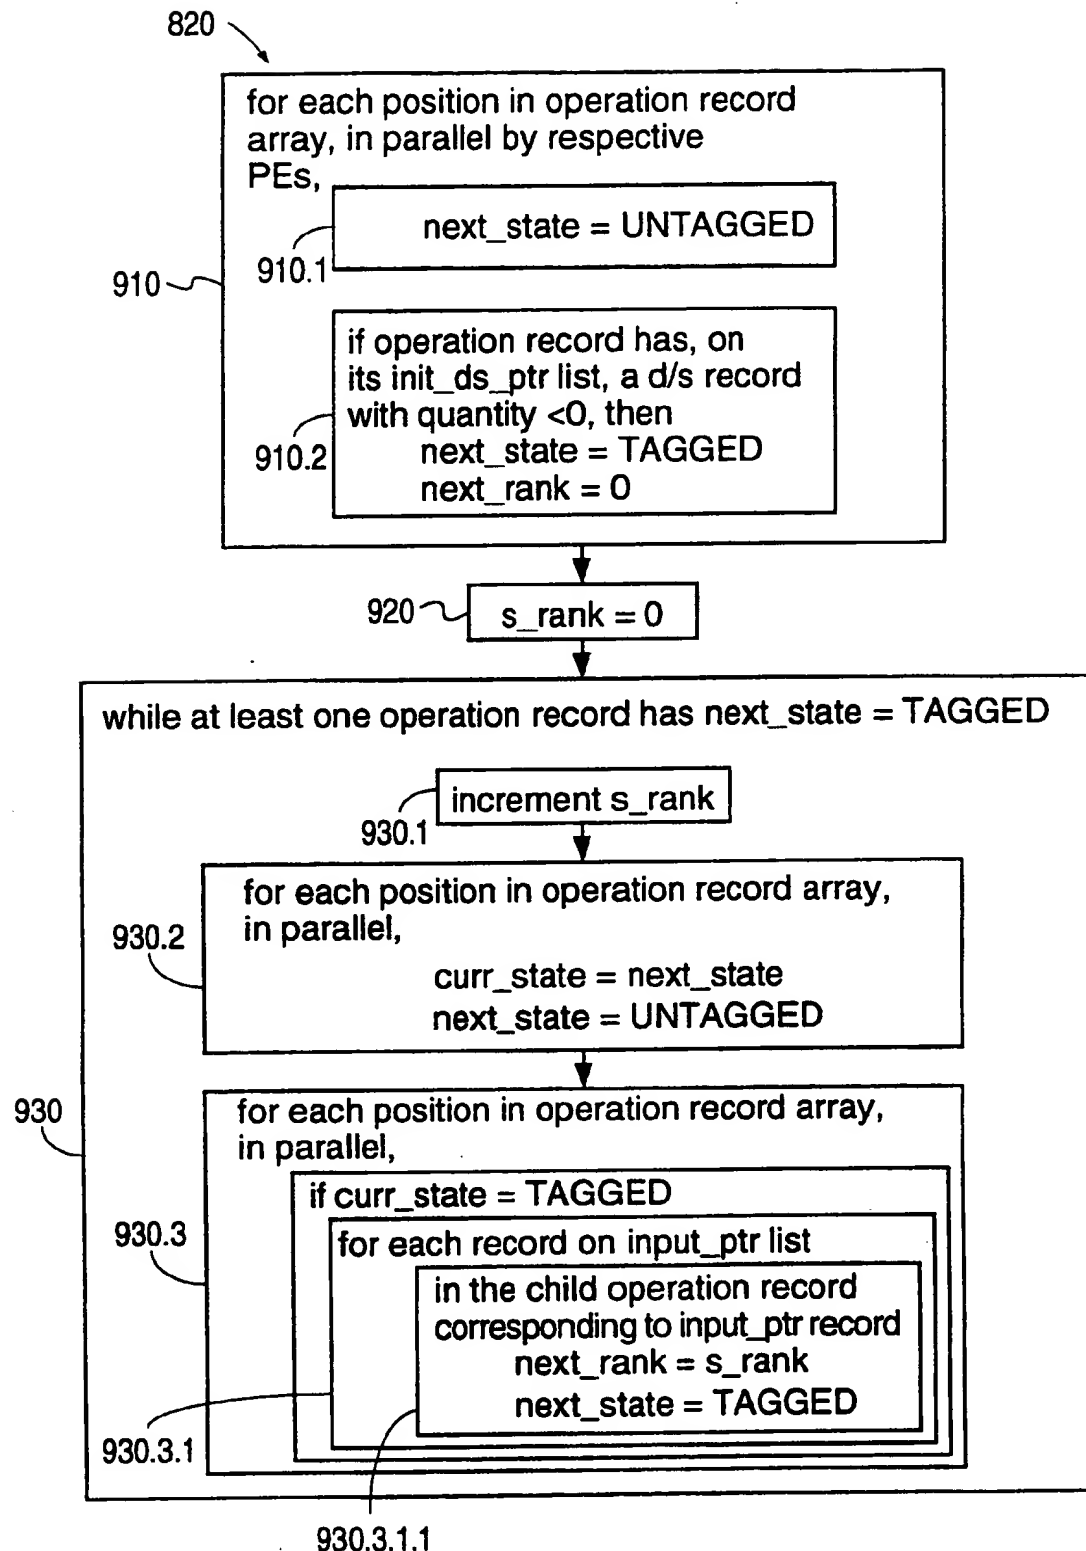 820
for each position in operation record
array, in parallel by respective
PEs,
next_state = UNTAGGED
910.1
910
if operation record has, on
its init_ds_ptr list, a d/s record
with quantity <0, then
910.2
next_state = TAGGED
next_rank = 0
920
s_rank = 0
while at least one operation record has next_state = TAGGED
increment s_rank
930.1
for each position in operation record array,
in parallel,
930.2
curr_state = next_state
next_state = UNTAGGED
930
for each position in operation record array,
in parallel,
if curr_state = TAGGED
930.3
for each record on input_ptr list
in the child operation record
corresponding to input_ptr record
next_rank = s_rank
next_state = TAGGED
930.3.1
930.3.1.1